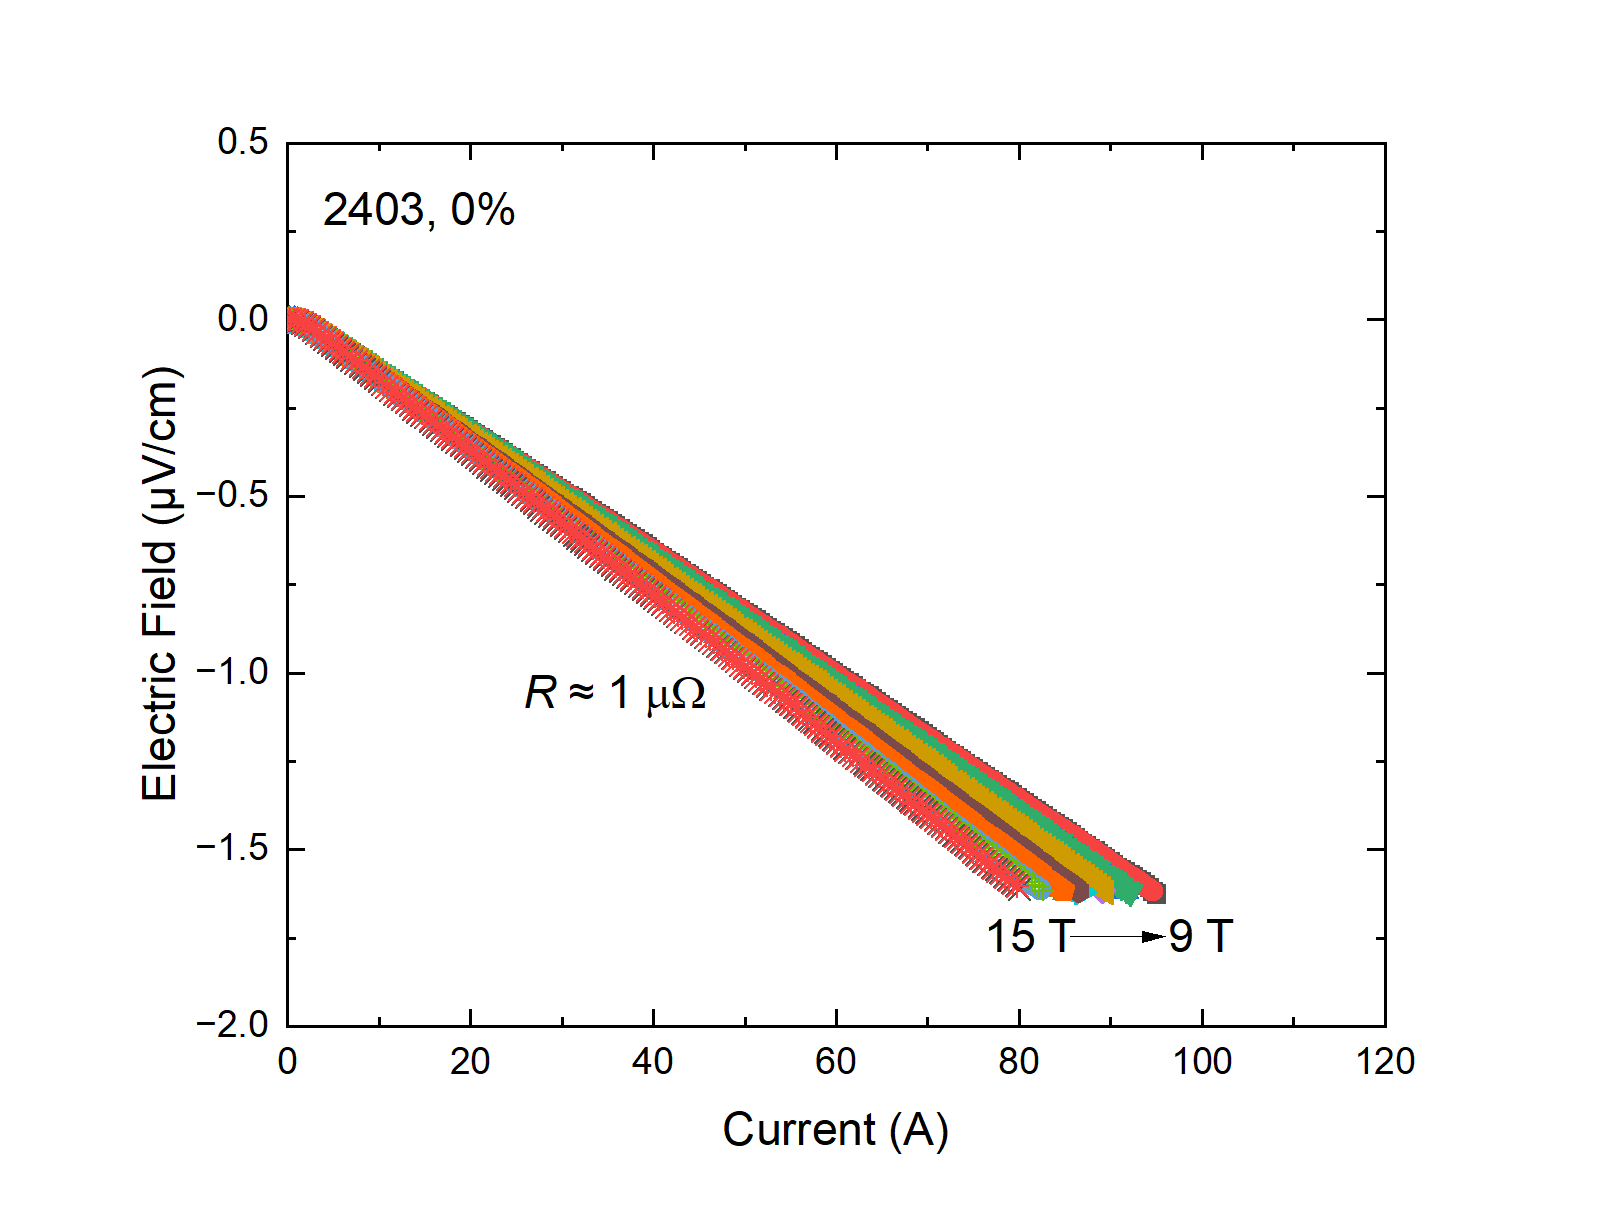 2403, 0%
0.5
0.0
−0.5
−1.0
−1.5
−2.0
Electric Field (μV/cm)
R ≈ 1 μΩ
15 T
9 T
0 20 40 60 80 100 120
Current (A)